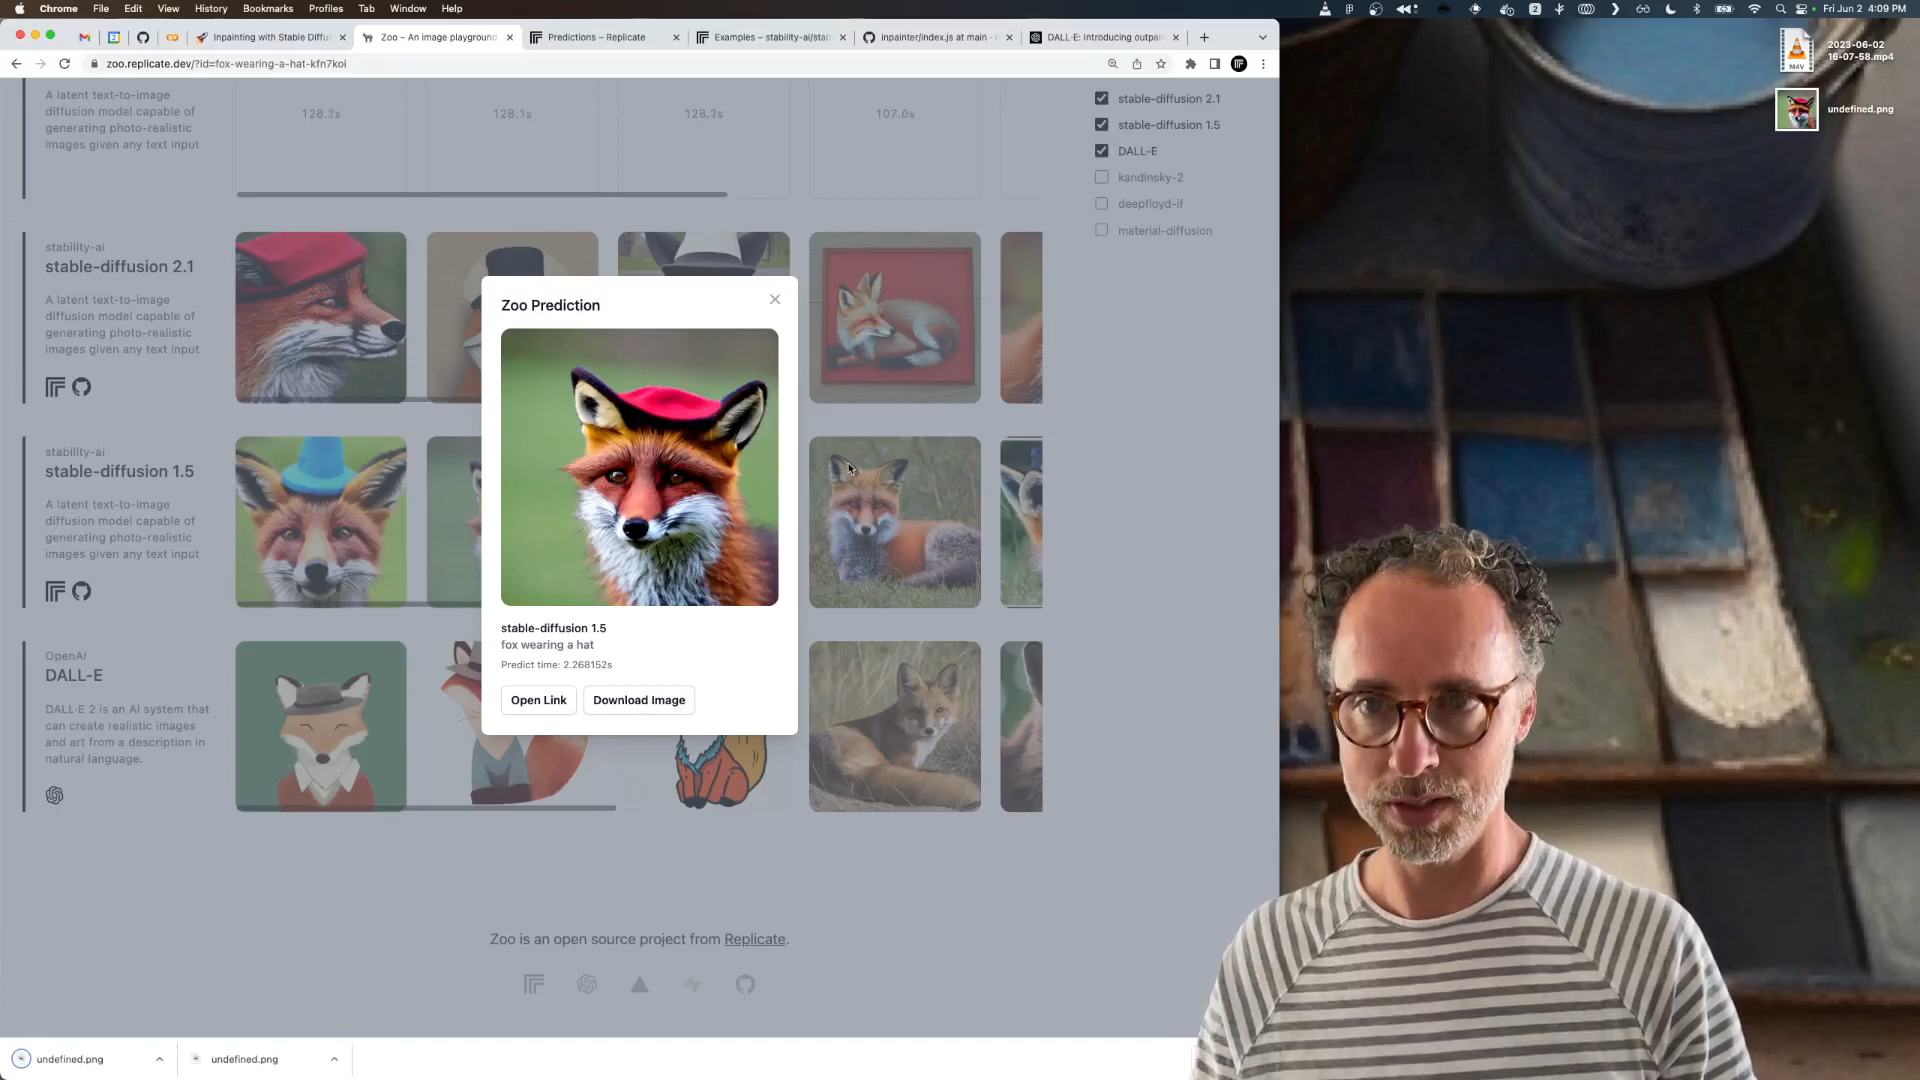 Chrome File Edit View History Bookmarks Profiles Tab Window Help
2
Fri Jun 2 4:09 PM
Inpainting with Stable Diffus
Zoo – An image playground
Predictions – Replicate
Examples – stability-ai/stab
inpainter/index.js at main
DALL·E: Introducing outpa
zoo.replicate.dev/?id=fox-wearing-a-hat-kfn7koi
2023-06-02
16-07-58.mp4
M4V
undefined.png
A latent text-to-image
diffusion model capable of
generating photo-realistic
images given any text input
128.2s
128.3s
107.0s
stable-diffusion 2.1
stable-diffusion 1.5
DALL-E
kandinsky-2
deepfloyd-if
material-diffusion
stability-ai
stable-diffusion 2.1
A latent text-to-image
diffusion model capable of
generating photo-realistic
images given any text input
stability-ai
stable-diffusion 1.5
A latent text-to-image
diffusion model capable of
generating photo-realistic
images given any text input
OpenAI
DALL-E
DALL·E 2 is an AI system that
can create realistic images
and art from a description in
natural language.
Zoo Prediction
stable-diffusion 1.5
fox wearing a hat
Predict time: 2.268152s
Open Link
Download Image
Zoo is an open source project from Replicate.
undefined.png
undefined.png